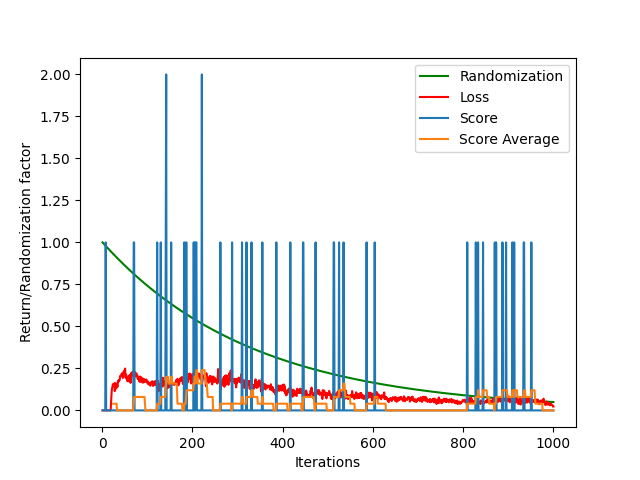 2.00
1.75
1.50
1.25
1.00
0.75
0.50
0.25
0.00
Return/Randomization factor
Randomization
Loss
Score
Score Average
0 200 400 600 800 1000
Iterations